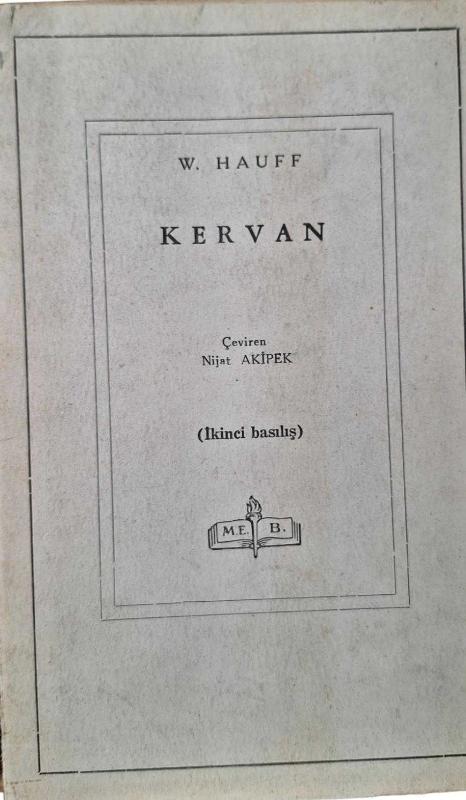 W. HAUFF
KERVAN
Çeviren
Nijat AKİPEK
(İkinci basılış)
M.E. B.